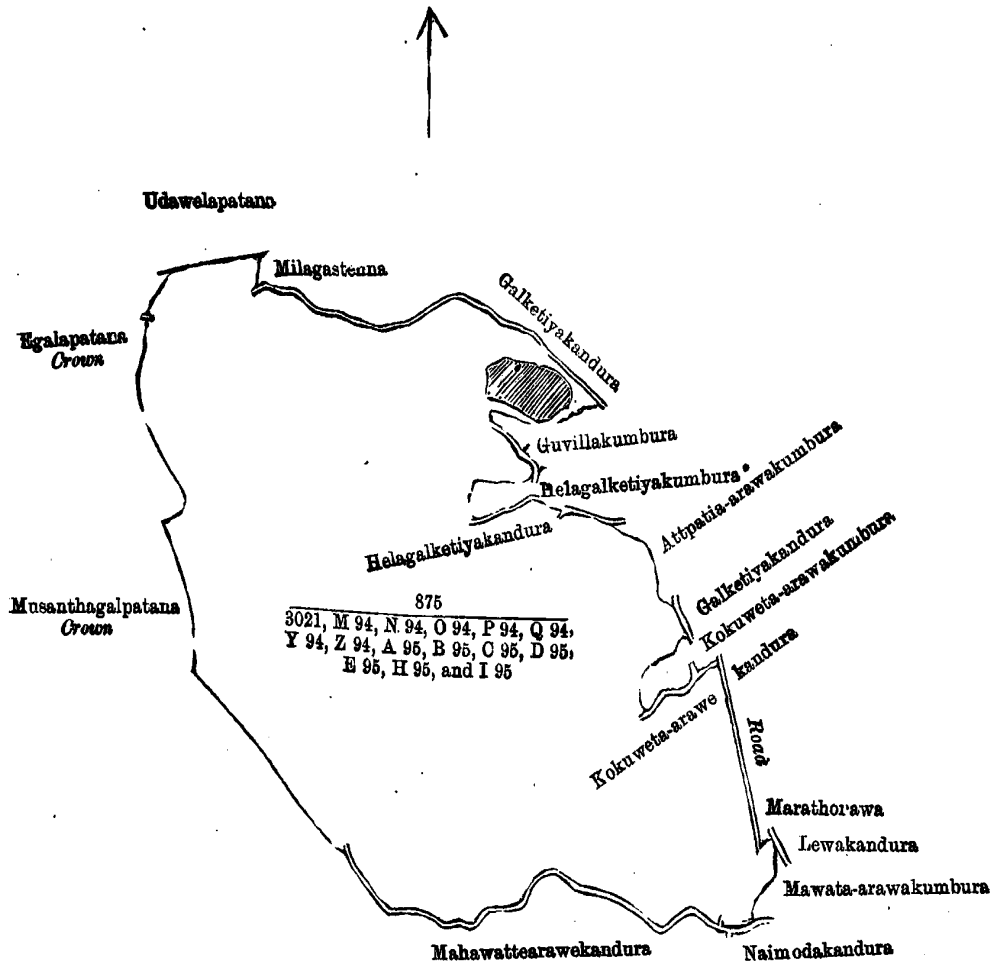 Udawelapatano
Milagastenna
Galketiyakandura
Egalapatana
Crown
Guvillakumbura
Helagalketiyakumbura
Attpatia-arawakumbura
Helagalketiyakandura
Galketiyakandura
Kokuweta-arawakumbura
Musanthagalpatana
Crown
875
3021, M 94, N 94, O 94, P 94, Q 94,
Y 94, Z 94, A 95, B 95, C 95, D 95,
E 95, H 95, and I 95
Kokuweta-arawe kandura
Road
Marathorawa
Lewakandura
Mawata-arawakumbura
Mahawattearawekandura
Naimodakandura